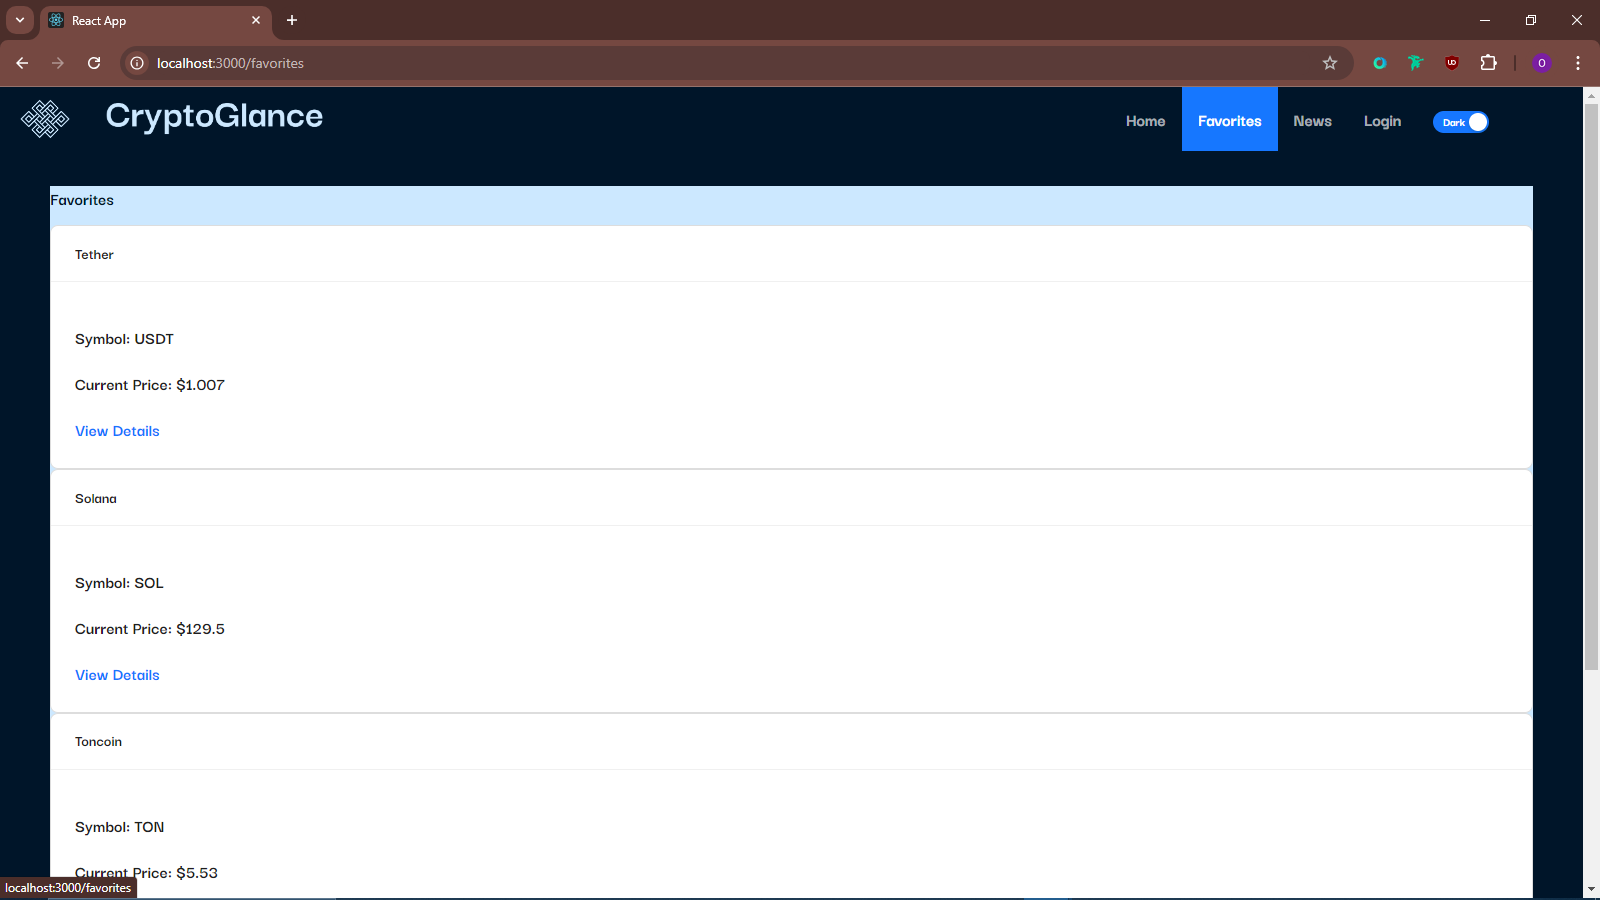 React App
localhost:3000/favorites
O
CryptoGlance
Home
Favorites
News
Login
Dark
Favorites
Tether
Symbol: USDT
Current Price: $1.007
View Details
Solana
Symbol: SOL
Current Price: $129.5
View Details
Toncoin
Symbol: TON
Current Price: $5.53
localhost:3000/favorites